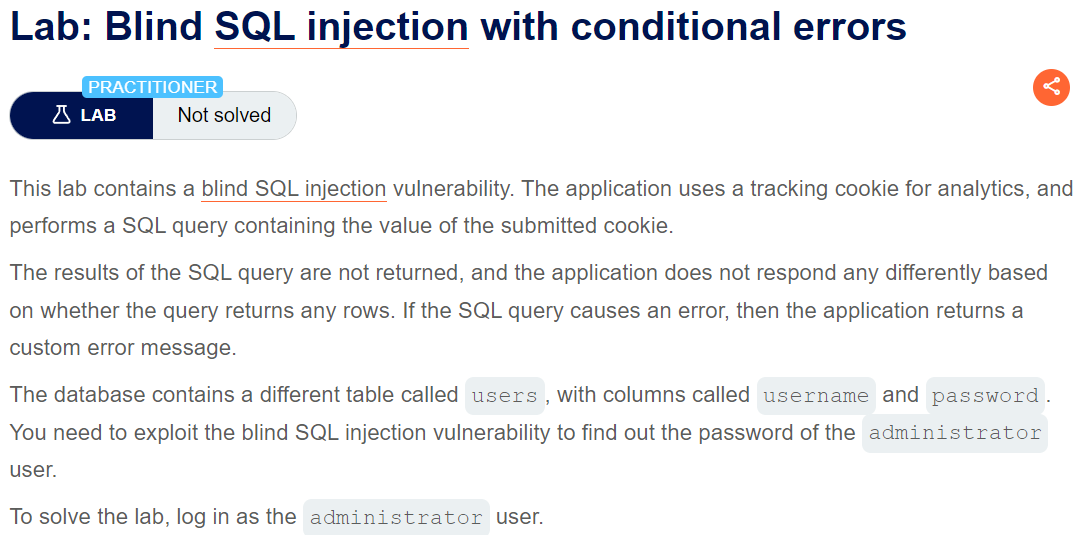 Lab: Blind SQL injection with conditional errors
PRACTITIONER
LAB Not solved
This lab contains a blind SQL injection vulnerability. The application uses a tracking cookie for analytics, and
performs a SQL query containing the value of the submitted cookie.
The results of the SQL query are not returned, and the application does not respond any differently based
on whether the query returns any rows. If the SQL query causes an error, then the application returns a
custom error message.
The database contains a different table called users, with columns called username and password.
You need to exploit the blind SQL injection vulnerability to find out the password of the administrator
user.
To solve the lab, log in as the administrator user.